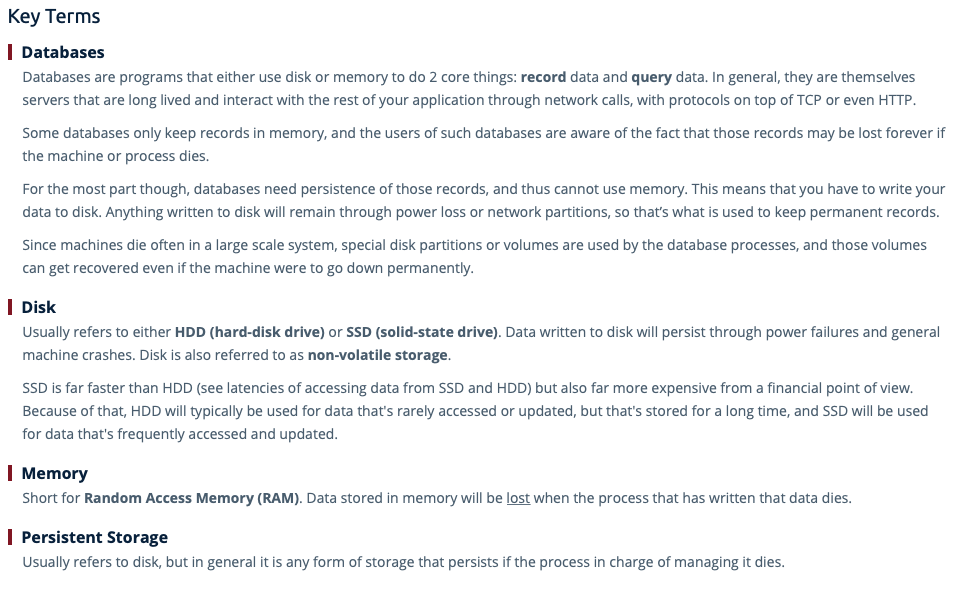 Key Terms
Databases
Databases are programs that either use disk or memory to do 2 core things: record data and query data. In general, they are themselves
servers that are long lived and interact with the rest of your application through network calls, with protocols on top of TCP or even HTTP.
Some databases only keep records in memory, and the users of such databases are aware of the fact that those records may be lost forever if
the machine or process dies.
For the most part though, databases need persistence of those records, and thus cannot use memory. This means that you have to write your
data to disk. Anything written to disk will remain through power loss or network partitions, so that’s what is used to keep permanent records.
Since machines die often in a large scale system, special disk partitions or volumes are used by the database processes, and those volumes
can get recovered even if the machine were to go down permanently.
Disk
Usually refers to either HDD (hard-disk drive) or SSD (solid-state drive). Data written to disk will persist through power failures and general
machine crashes. Disk is also referred to as non-volatile storage.
SSD is far faster than HDD (see latencies of accessing data from SSD and HDD) but also far more expensive from a financial point of view.
Because of that, HDD will typically be used for data that's rarely accessed or updated, but that's stored for a long time, and SSD will be used
for data that's frequently accessed and updated.
Memory
Short for Random Access Memory (RAM). Data stored in memory will be lost when the process that has written that data dies.
Persistent Storage
Usually refers to disk, but in general it is any form of storage that persists if the process in charge of managing it dies.